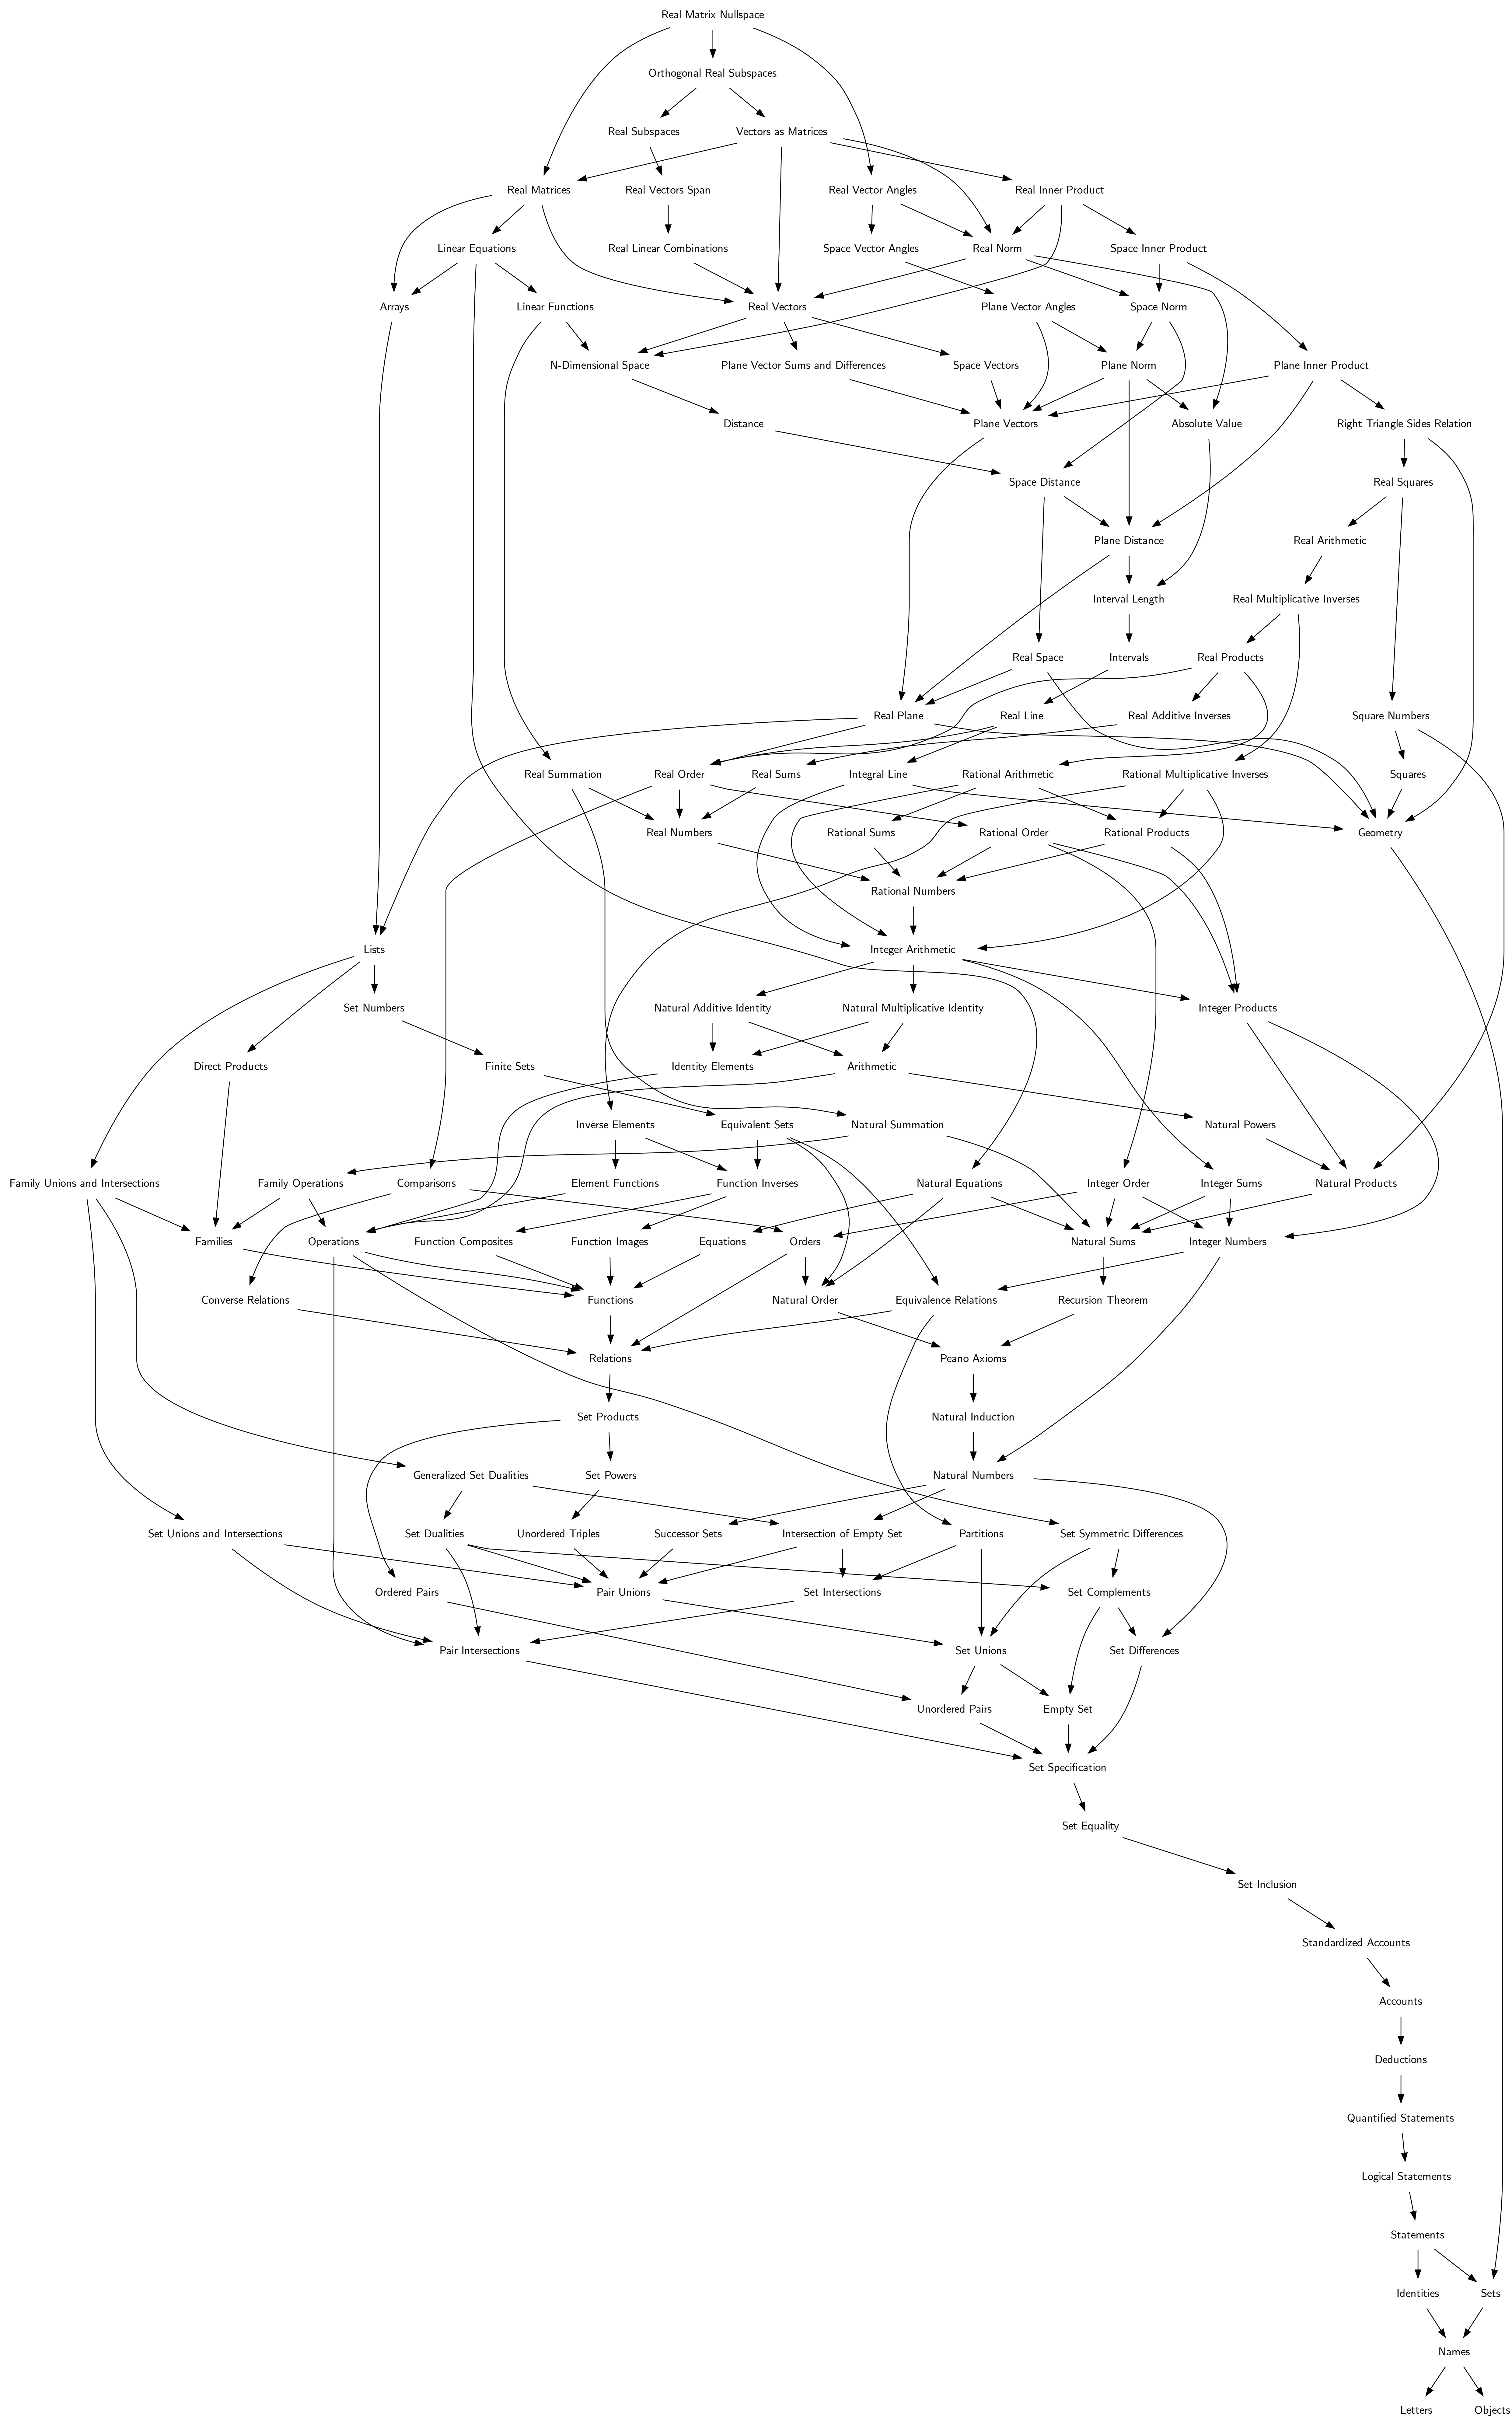 Real Matrix Nullspace
Orthogonal Real Subspaces
Real Subspaces
Vectors as Matrices
Real Matrices
Real Vectors Span
Real Vector Angles
Real Inner Product
Linear Equations
Real Linear Combinations
Space Vector Angles
Real Norm
Space Inner Product
Arrays
Linear Functions
Real Vectors
Plane Vector Angles
Space Norm
N-Dimensional Space
Plane Vector Sums and Differences
Space Vectors
Plane Norm
Plane Inner Product
Distance
Plane Vectors
Absolute Value
Right Triangle Sides Relation
Space Distance
Real Squares
Plane Distance
Real Arithmetic
Interval Length
Real Multiplicative Inverses
Real Space
Intervals
Real Products
Real Plane
Real Line
Real Additive Inverses
Square Numbers
Real Summation
Real Order
Real Sums
Integral Line
Rational Arithmetic
Rational Multiplicative Inverses
Squares
Real Numbers
Rational Sums
Rational Order
Rational Products
Geometry
Rational Numbers
Lists
Integer Arithmetic
Set Numbers
Natural Additive Identity
Natural Multiplicative Identity
Integer Products
Direct Products
Finite Sets
Identity Elements
Arithmetic
Inverse Elements
Equivalent Sets
Natural Summation
Natural Powers
Family Unions and Intersections
Family Operations
Comparisons
Element Functions
Function Inverses
Natural Equations
Integer Order
Integer Sums
Natural Products
Families
Operations
Function Composites
Function Images
Equations
Orders
Natural Sums
Integer Numbers
Converse Relations
Functions
Natural Order
Equivalence Relations
Recursion Theorem
Relations
Peano Axioms
Set Products
Natural Induction
Generalized Set Dualities
Set Powers
Natural Numbers
Set Unions and Intersections
Set Dualities
Unordered Triples
Successor Sets
Intersection of Empty Set
Partitions
Set Symmetric Differences
Ordered Pairs
Pair Unions
Set Intersections
Set Complements
Pair Intersections
Set Unions
Set Differences
Unordered Pairs
Empty Set
Set Specification
Set Equality
Set Inclusion
Standardized Accounts
Accounts
Deductions
Quantified Statements
Logical Statements
Statements
Identities
Sets
Names
Letters
Objects